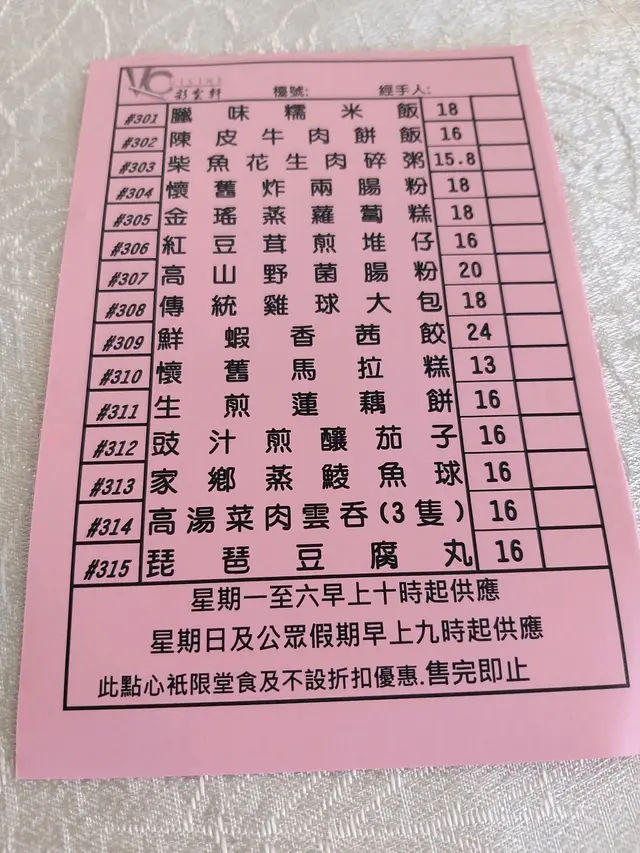 VC UISINE
彩雲軒 檯號: 經手人:
#301 臘味糯米飯 18
#302 陳皮牛肉餅飯 16
#303 柴魚花生肉碎粥 15.8
#304 懷舊炸兩腸粉 18
#305 金瑤蒸蘿蔔糕 18
#306 紅豆茸煎堆仔 16
#307 高山野菌腸粉 20
#308 傳統雞球大包 18
#309 鮮蝦香茜餃 24
#310 懷舊馬拉糕 13
#311 生煎蓮藕餅 16
#312 豉汁煎釀茄子 16
#313 家鄉蒸鯪魚球 16
#314 高湯菜肉雲吞(3隻) 16
#315 琵琶豆腐丸 16
星期一至六早上十時起供應
星期日及公眾假期早上九時起供應
此點心衹限堂食及不設折扣優惠.售完即止